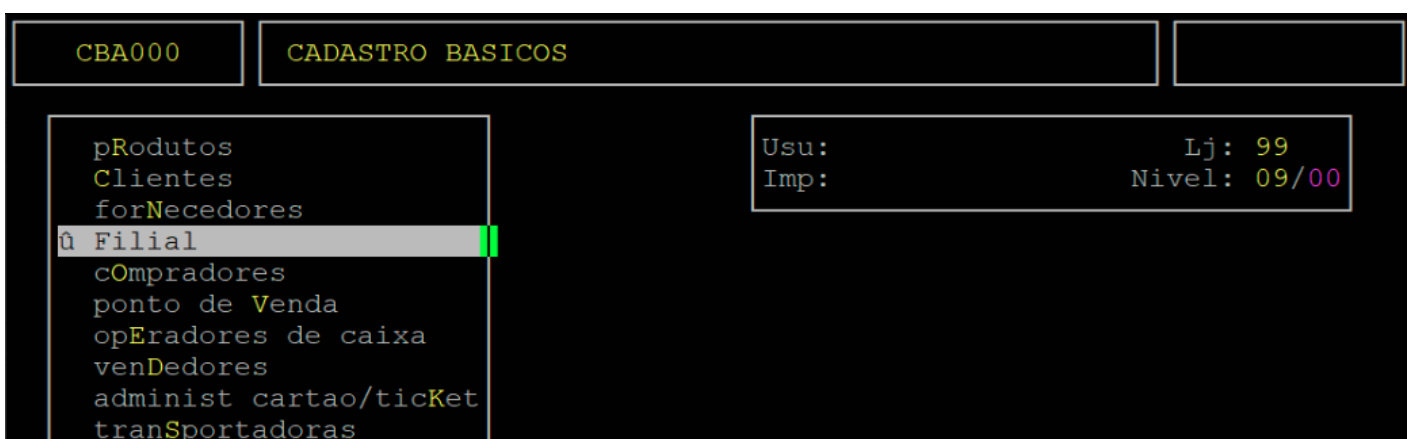 CBA000 CADASTRO BASICOS
pRodutos
Clientes
forNecedores
û Filial
cOmpradores
ponto de Venda
opEradores de caixa
venDedores
administ cartao/ticKet
tranSportadoras
Usu: Lj: 99
Imp: Nivel: 09/00